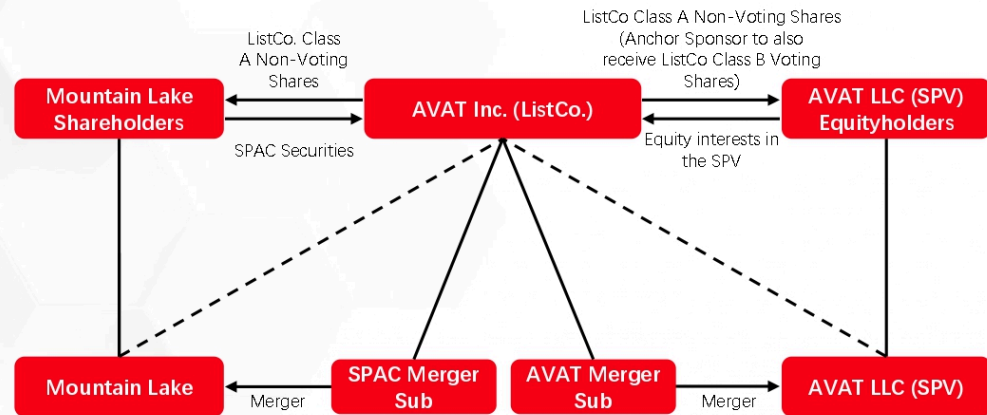 ListCo. Class
A Non-Voting
Shares
ListCo Class A Non-Voting Shares
(Anchor Sponsor to also
receive ListCo Class B Voting
Shares)
Mountain Lake
Shareholders
AVAT Inc. (ListCo.)
AVAT LLC (SPV)
Equityholders
SPAC Securities
Equity interests in
the SPV
Mountain Lake
Merger
SPAC Merger
Sub
AVAT Merger
Sub
Merger
AVAT LLC (SPV)